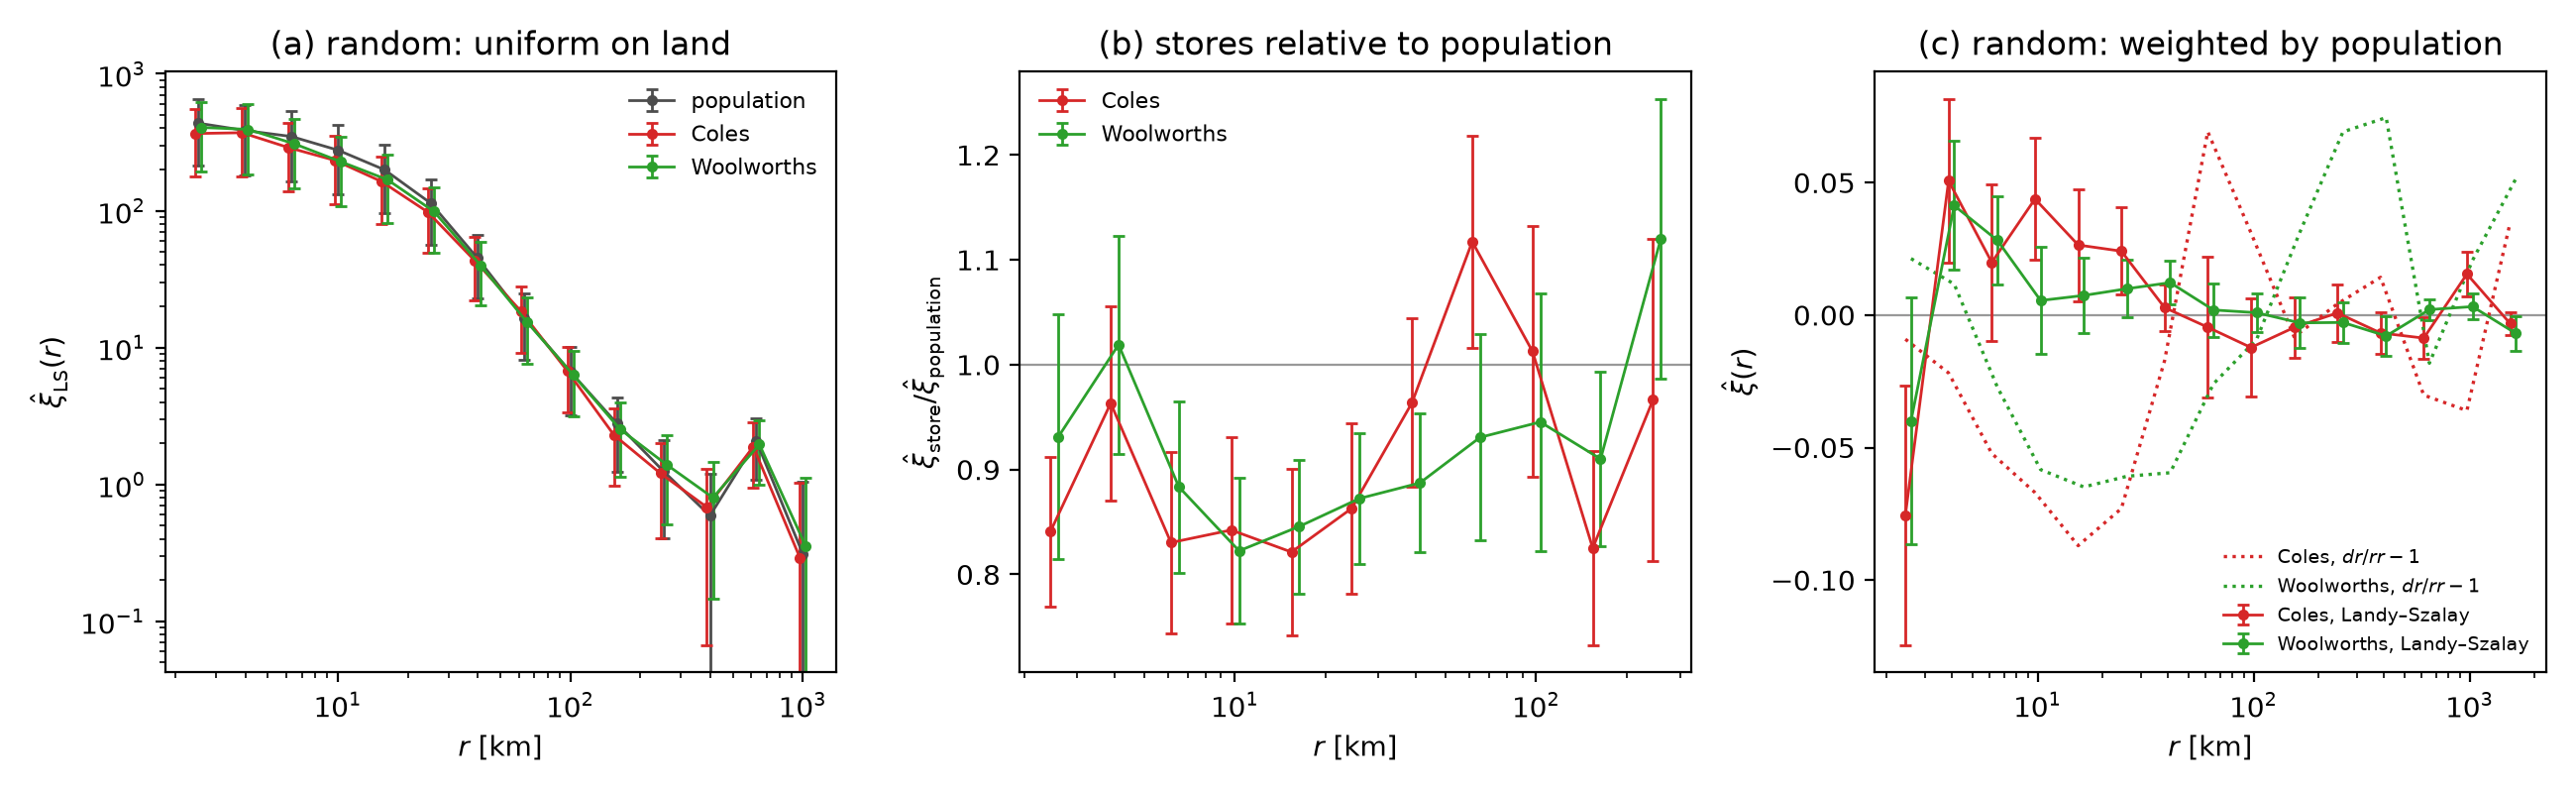 (a) random: uniform on land
10³
10²
10¹
10⁰
10⁻¹
ξ̂_LS(r)
population
Coles
Woolworths
10¹ 10² 10³
r [km]
(b) stores relative to population
Coles
Woolworths
1.2
1.1
1.0
0.9
0.8
ξ̂_store/ξ̂_population
10¹ 10²
r [km]
(c) random: weighted by population
0.05
0.00
−0.05
−0.10
ξ̂(r)
Coles, dr/rr − 1
Woolworths, dr/rr − 1
Coles, Landy–Szalay
Woolworths, Landy–Szalay
10¹ 10² 10³
r [km]